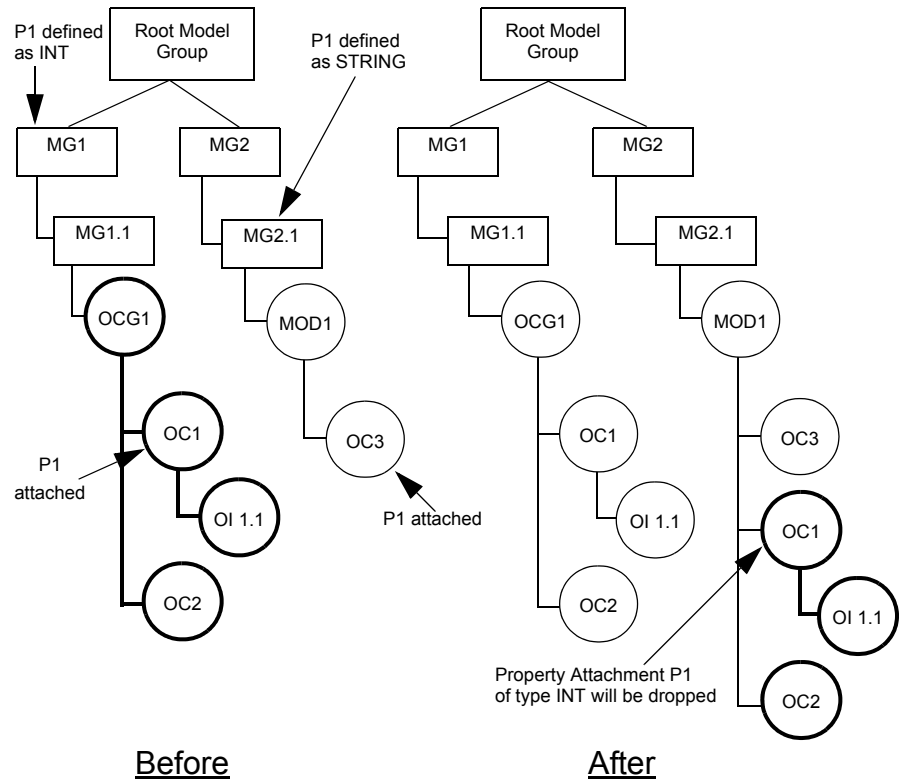 P1 defined
as INT
Root Model
Group
P1 defined
as STRING
MG1
MG2
MG1.1
MG2.1
OCG1
MOD1
OC1
OC3
P1
attached
P1 attached
OI 1.1
OC2
Before
Root Model
Group
MG1
MG2
MG1.1
MG2.1
OCG1
MOD1
OC1
OC3
OI 1.1
OC1
OC2
OI 1.1
Property Attachment P1
of type INT will be dropped
OC2
After